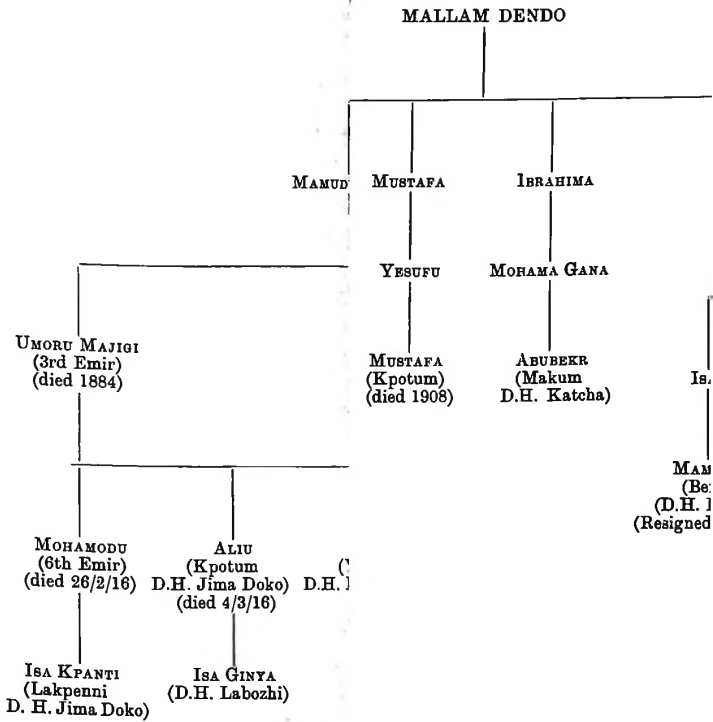 MALLAM DENDO
MAMUD MUSTAFA IBRAHIMA
YESUFU MOHAMA GANA
UMORU MAJIGI
(3rd Emir)
(died 1884)
MUSTAFA
(Kpotum)
(died 1908)
ABUBEKR
(Makum
D.H. Katcha)
MOHAMODU
(6th Emir)
(died 26/2/16)
ALIU
(Kpotum
D.H. Jima Doko)
(died 4/3/16)
D.H.
(D.H.
(Resigned
ISA KPANTI
(Lakpenni
D. H. Jima Doko)
ISA GINYA
(D.H. Labozhi)